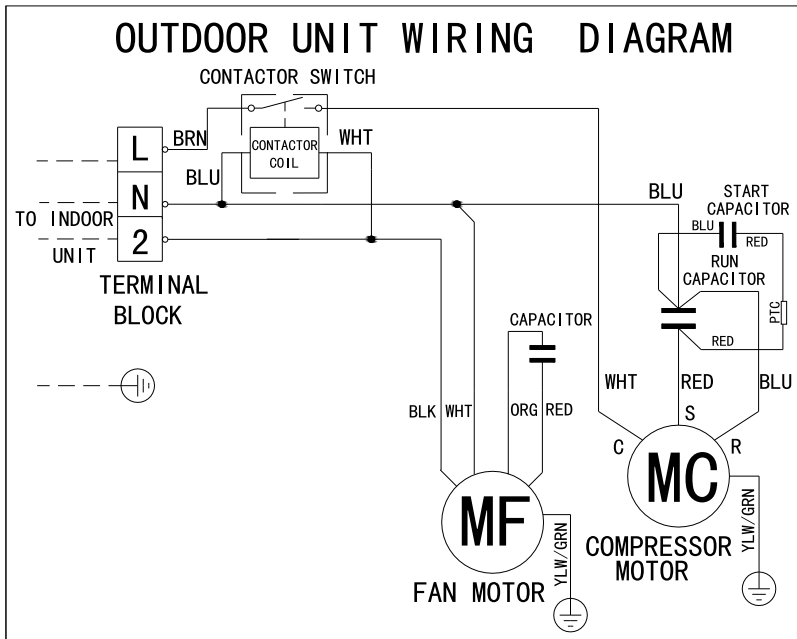 OUTDOOR UNIT WIRING DIAGRAM
CONTACTOR SWITCH
L
BRN
CONTACTOR
COIL
WHT
BLU
N
TO INDOOR
UNIT
2
TERMINAL
BLOCK
BLU
START
CAPACITOR
BLU
RED
RUN
CAPACITOR
PTC
RED
CAPACITOR
WHT
RED
BLU
BLK
WHT
ORG
RED
C
S
R
MF
FAN MOTOR
YLW/GRN
MC
COMPRESSOR
MOTOR
YLW/GRN